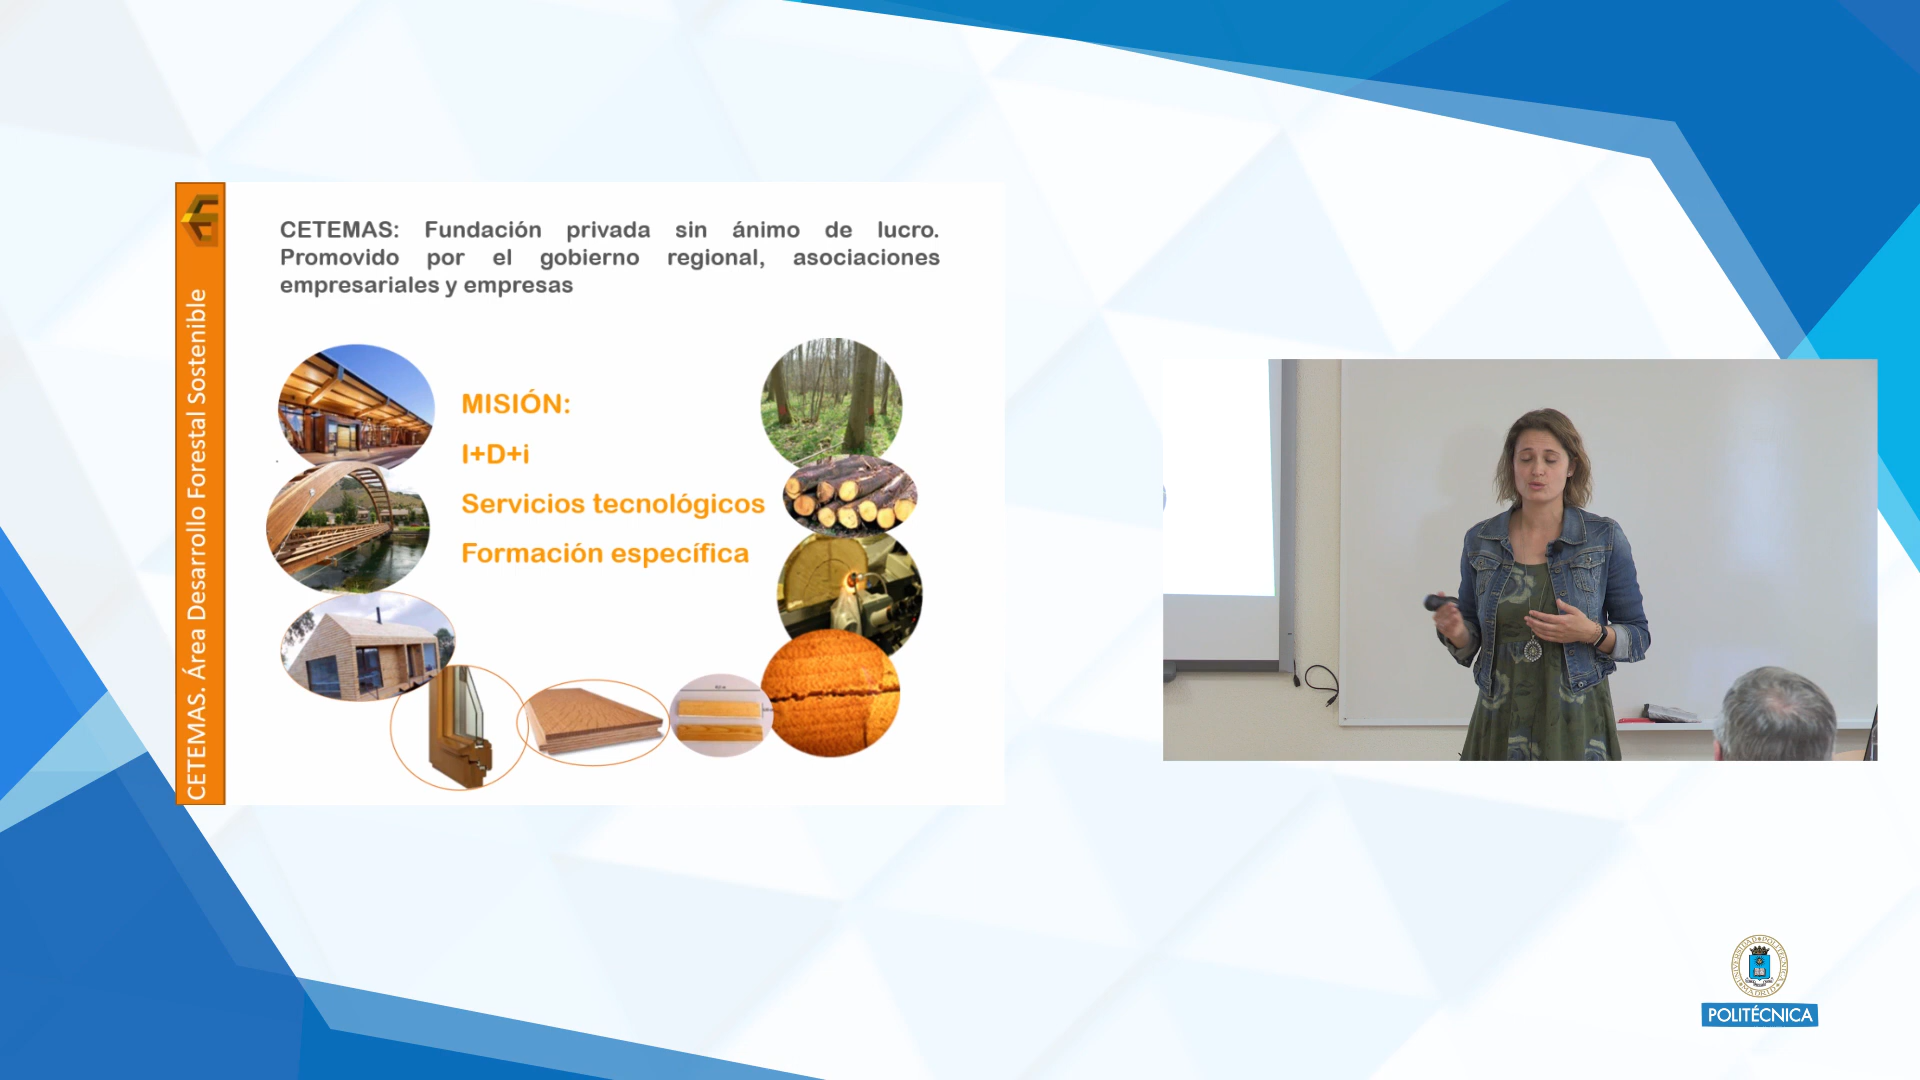 CETEMAS. Área Desarrollo Forestal Sostenible
CETEMAS: Fundación privada sin ánimo de lucro.
Promovido por el gobierno regional, asociaciones
empresariales y empresas
MISIÓN:
I+D+i
Servicios tecnológicos
Formación específica
POLITÉCNICA